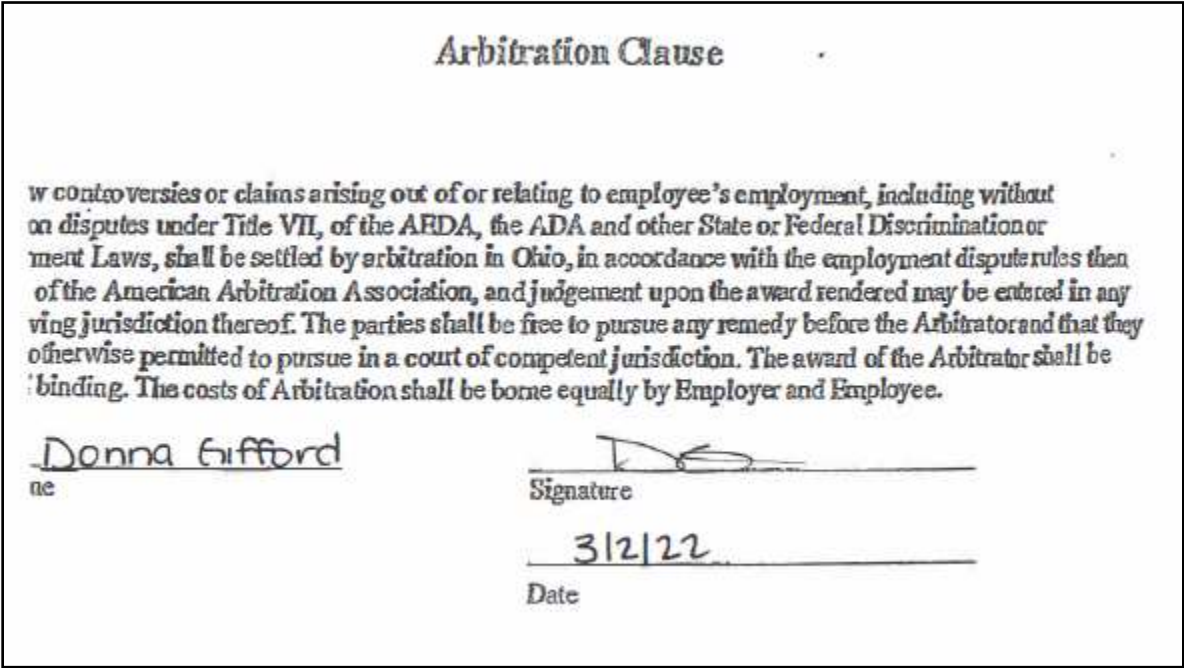 Arbitration Clause
w controversies or claims arising out of or relating to employee's employment, including without
on disputes under Title VII, of the AEDA, the ADA and other State or Federal Discrimination or
ment Laws, shall be settled by arbitration in Ohio, in accordance with the employment dispute rules then
of the American Arbitration Association, and judgement upon the award rendered may be entered in any
ving jurisdiction thereof. The parties shall be free to pursue any remedy before the Arbitrator and that they
otherwise permitted to pursue in a court of competent jurisdiction. The award of the Arbitrator shall be
binding. The costs of Arbitration shall be borne equally by Employer and Employee.
Donna Gifford
ne
Signature
3/2/22
Date